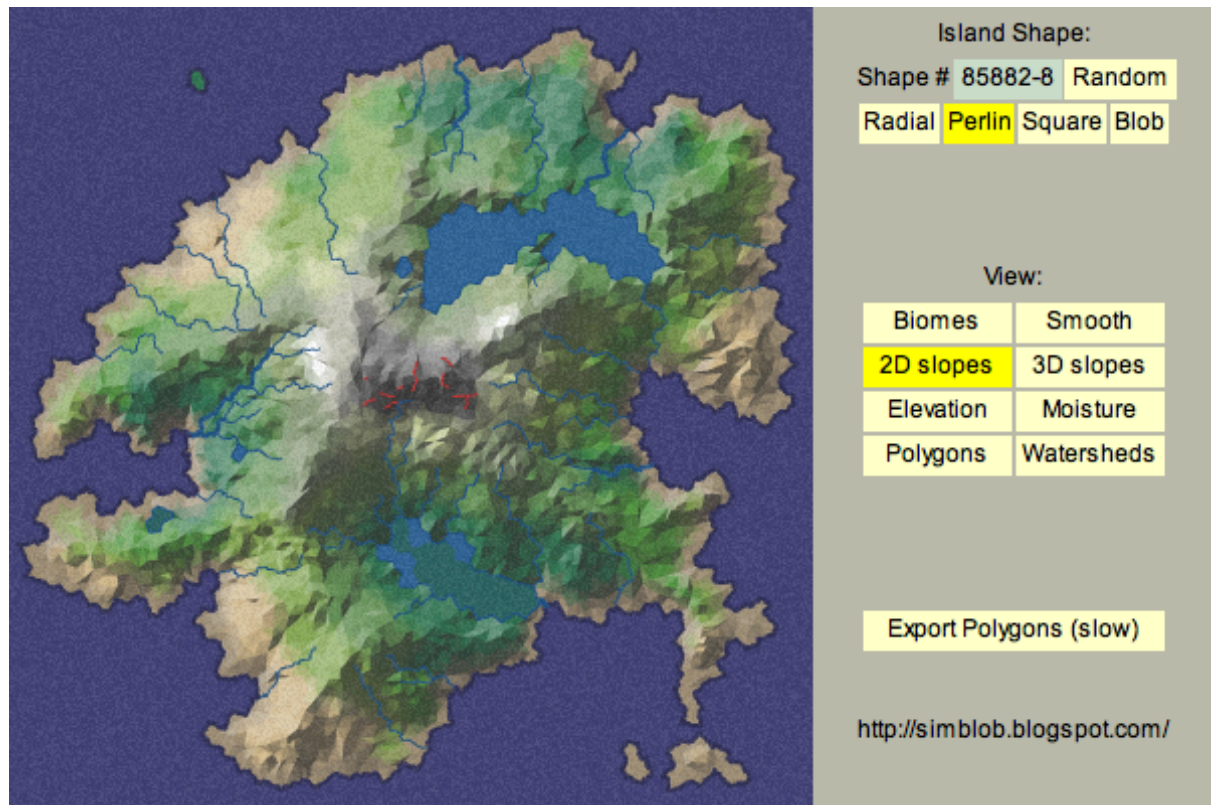 Island Shape:
Shape # 85882-8 Random
Radial Perlin Square Blob
View:
Biomes Smooth
2D slopes 3D slopes
Elevation Moisture
Polygons Watersheds
Export Polygons (slow)
http://simblob.blogspot.com/